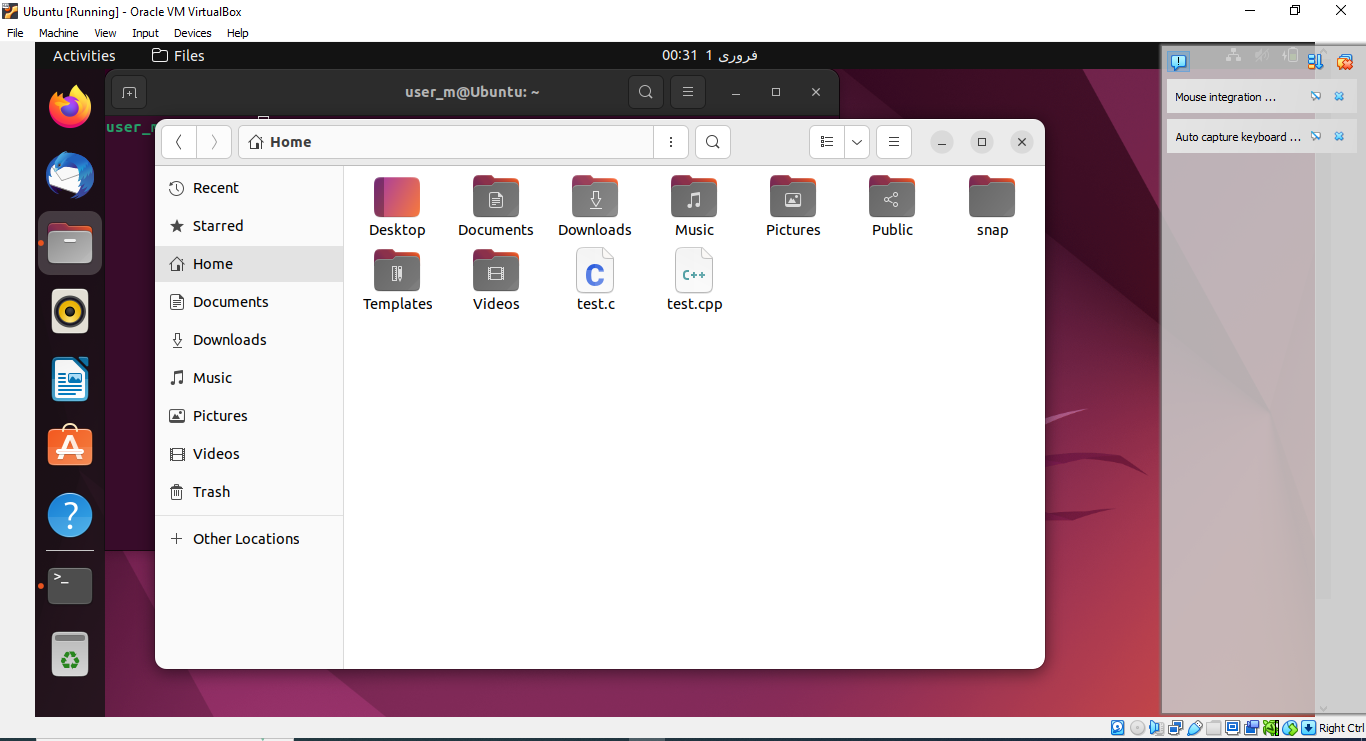 Ubuntu [Running] - Oracle VM VirtualBox
File Machine View Input Devices Help
Activities Files 00:31 1 فروری
user_m@Ubuntu: ~
Mouse integration ...
Auto capture keyboard ...
user_m
Home
Recent
Starred
Home
Documents
Downloads
Music
Pictures
Videos
Trash
Other Locations
Desktop Documents Downloads Music Pictures Public snap
Templates Videos test.c test.cpp
C C++
Right Ctrl